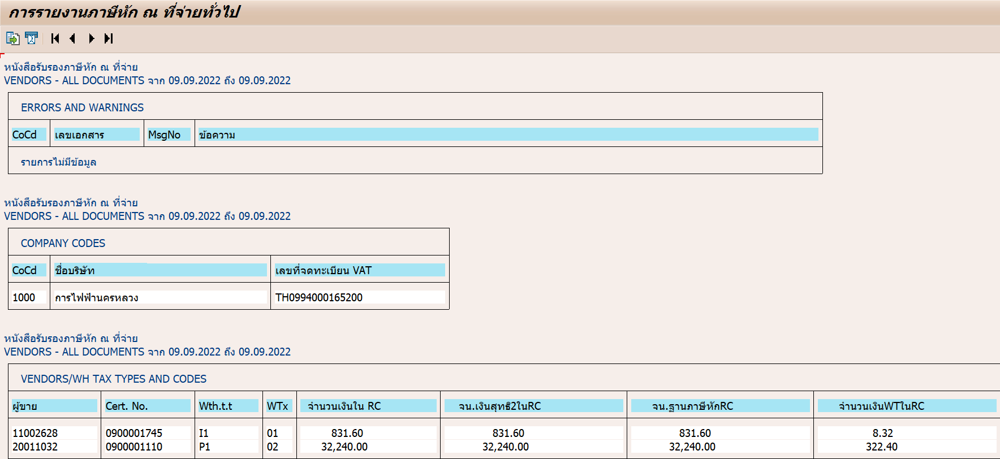 การรายงานภาษีหัก ณ ที่จ่ายทั่วไป
หนังสือรับรองภาษีหัก ณ ที่จ่าย
VENDORS - ALL DOCUMENTS จาก 09.09.2022 ถึง 09.09.2022
ERRORS AND WARNINGS
CoCd เลขเอกสาร MsgNo ข้อความ
รายการไม่มีข้อมูล
หนังสือรับรองภาษีหัก ณ ที่จ่าย
VENDORS - ALL DOCUMENTS จาก 09.09.2022 ถึง 09.09.2022
COMPANY CODES
CoCd ชื่อบริษัท เลขที่จดทะเบียน VAT
1000 การไฟฟ้านครหลวง TH0994000165200
หนังสือรับรองภาษีหัก ณ ที่จ่าย
VENDORS - ALL DOCUMENTS จาก 09.09.2022 ถึง 09.09.2022
VENDORS/WH TAX TYPES AND CODES
ผู้ขาย Cert. No. Wth.t.t WTx จำนวนเงินใน RC จน.เงินสุทธิ2ในRC จน.ฐานภาษีหักRC จำนวนเงินWTในRC
11002628 0900001745 I1 01 831.60 831.60 831.60 8.32
20011032 0900001110 P1 02 32,240.00 32,240.00 32,240.00 322.40